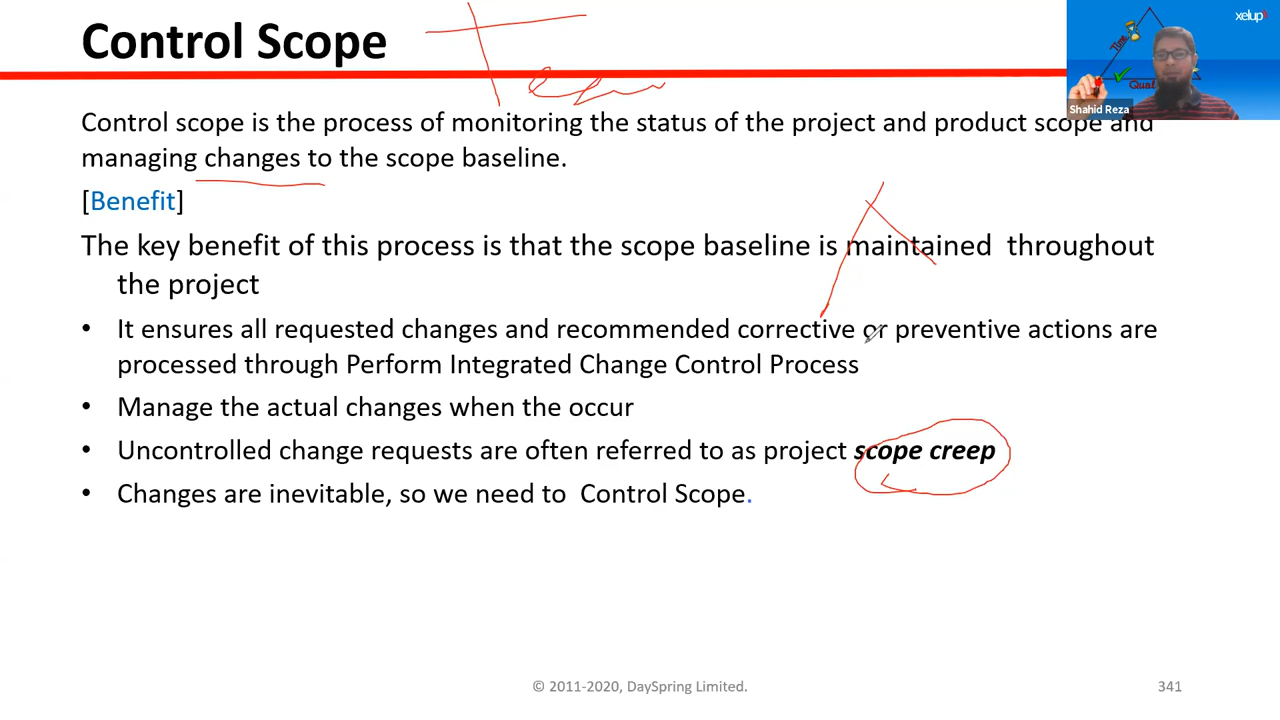 Control Scope
Team
xelup
Time
Qual
Shahid Reza
Control scope is the process of monitoring the status of the project and product scope and
managing changes to the scope baseline.
[Benefit]
The key benefit of this process is that the scope baseline is maintained throughout
the project
• It ensures all requested changes and recommended corrective or preventive actions are
processed through Perform Integrated Change Control Process
• Manage the actual changes when the occur
• Uncontrolled change requests are often referred to as project scope creep
• Changes are inevitable, so we need to Control Scope.
© 2011-2020, DaySpring Limited.
341